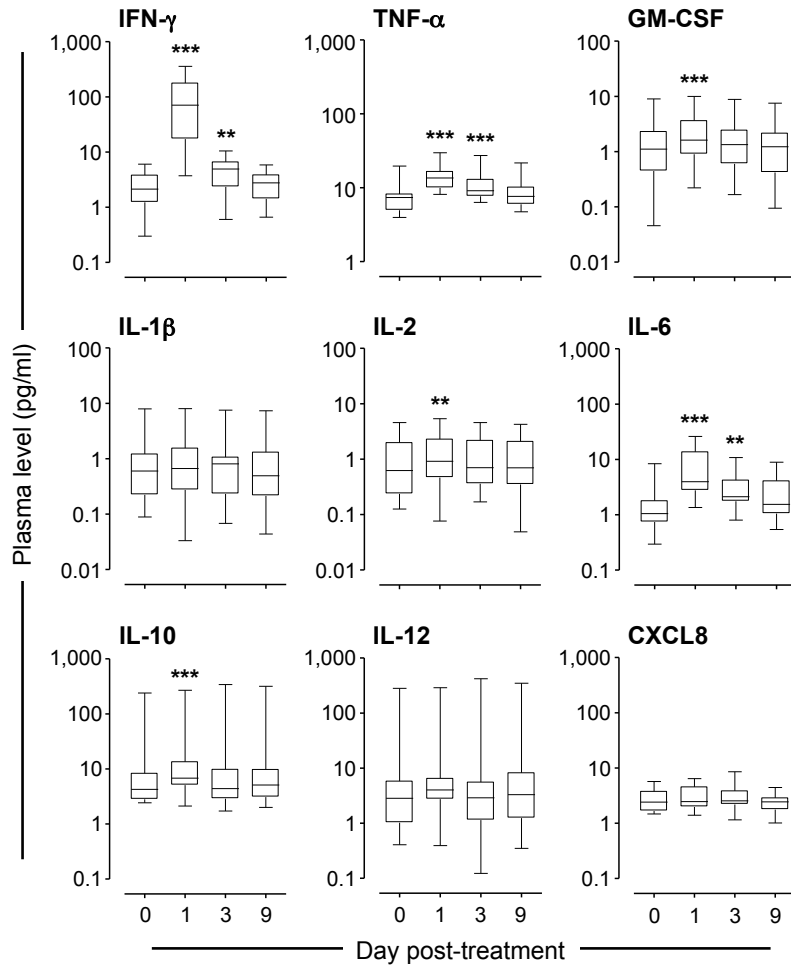 IFN-γ TNF-α GM-CSF
1,000 1,000 100
*** ***
100 100 10
** *** ***
10 10 1
1 0.1
0.1 1 0.01
IL-1β IL-2 IL-6
100 100 1,000
10 ** 10 *** 100
1 1 ** 10
0.1 0.1 1
0.01 0.01 0.1
IL-10 IL-12 CXCL8
1,000 *** 1,000 1,000
100 100 100
10 10 10
1 1 1
0.1 0.1 0.1
0 1 3 9 0 1 3 9 0 1 3 9
Day post-treatment
Plasma level (pg/ml)